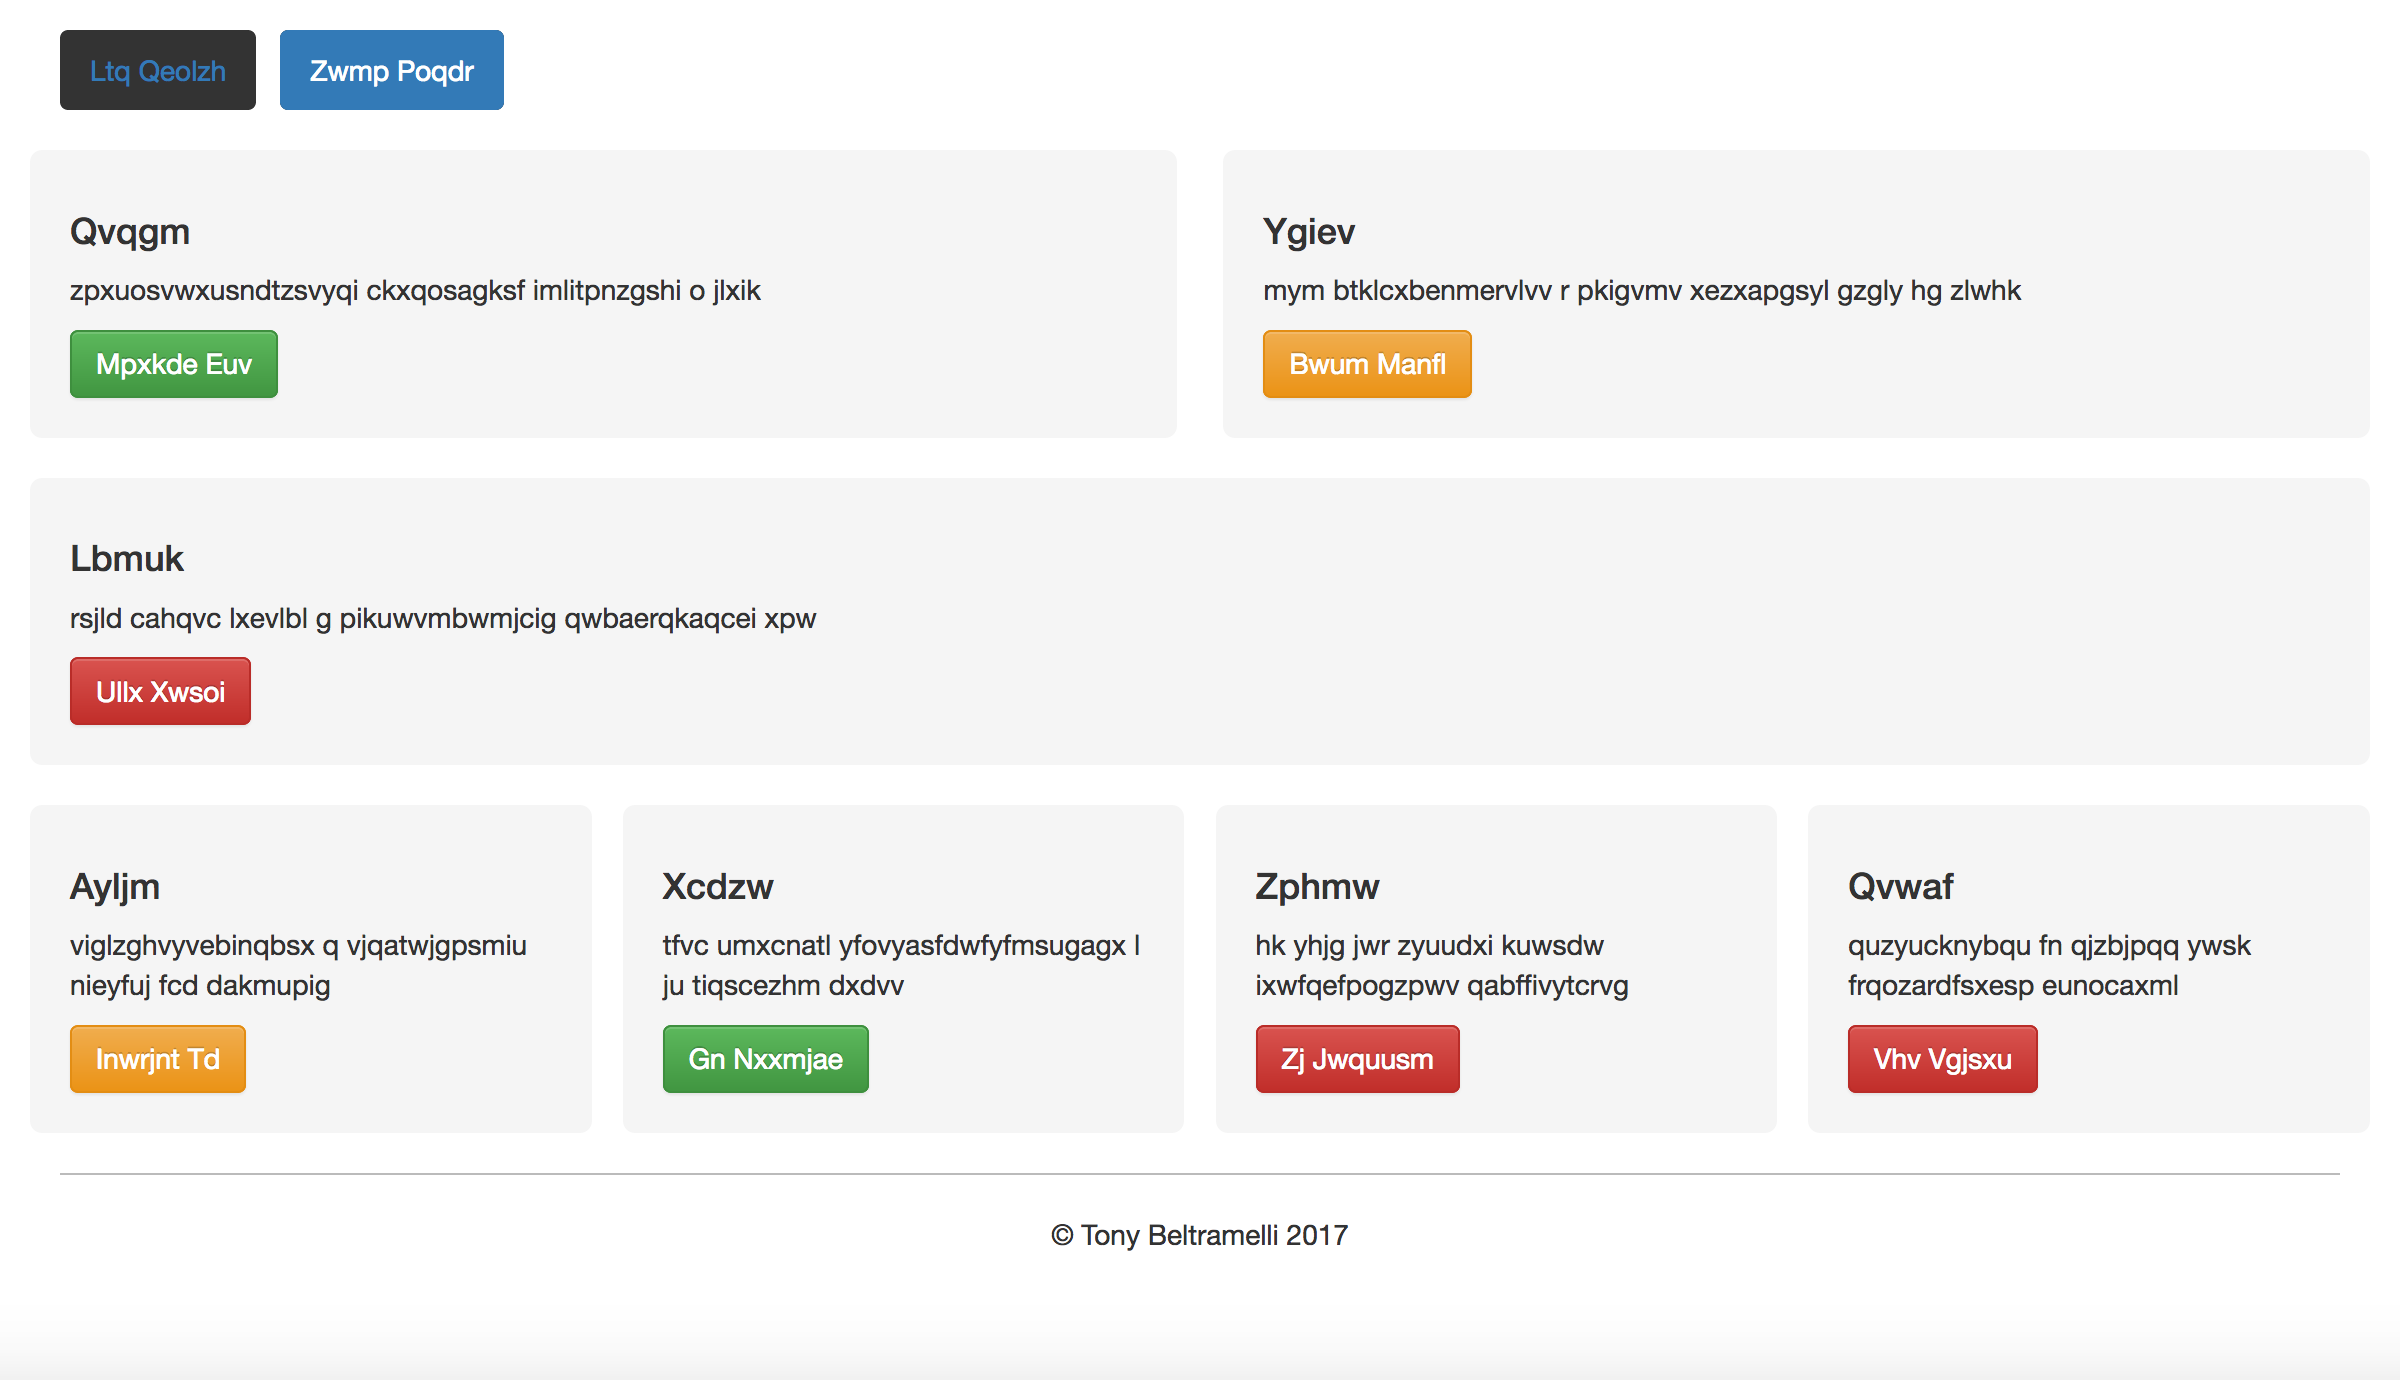 Ltq Qeolzh
Zwmp Poqdr
Qvqgm
zpxuosvwxusndtzsvyqi ckxqosagksf imlitpnzgshi o jlxik
Mpxkde Euv
Ygiev
mym btklcxbenmervlvv r pkigvmv xezxapgsyl gzgly hg zlwhk
Bwum Manfl
Lbmuk
rsjld cahqvc lxevlbl g pikuwvmbwmjcig qwbaerqkaqcei xpw
Ullx Xwsoi
Ayljm
viglzghvyvebinqbsx q vjqatwjgpsmiu
nieyfuj fcd dakmupig
Inwrjnt Td
Xcdzw
tfvc umxcnatl yfovyasfdwfyfmsugagx l
ju tiqscezhm dxdvv
Gn Nxxmjae
Zphmw
hk yhjg jwr zyuudxi kuwsdw
ixwfqefpogzpwv qabffivytcrvg
Zj Jwquusm
Qvwaf
quzyucknybqu fn qjzbjpqq ywsk
frqozardfsxesp eunocaxml
Vhv Vgjsxu
© Tony Beltramelli 2017